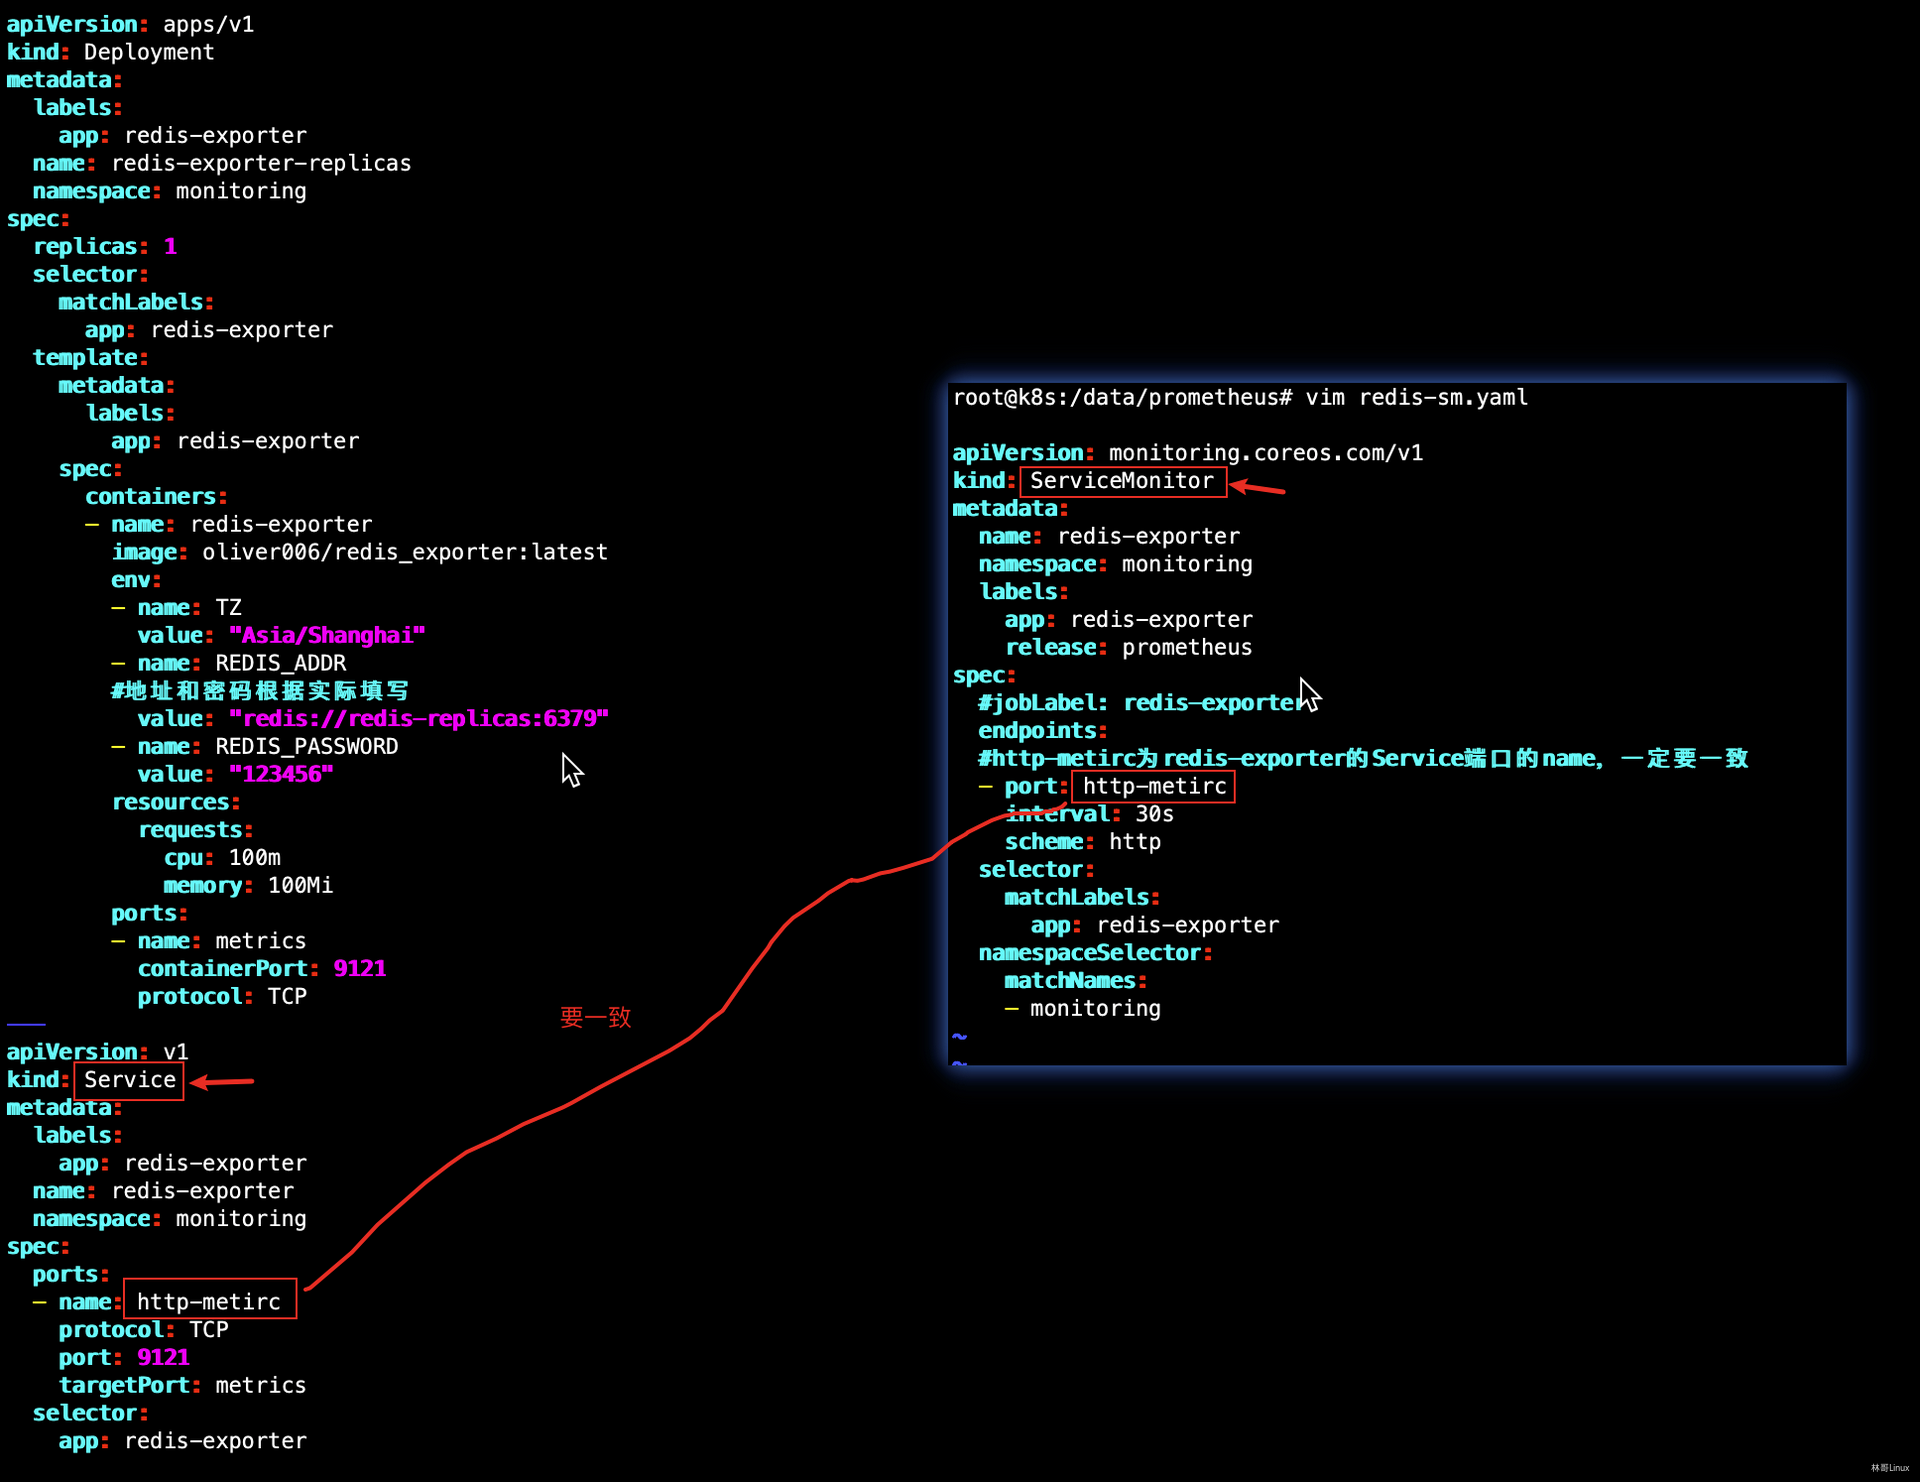 apiVersion: apps/v1
kind: Deployment
metadata:
  labels:
    app: redis-exporter
  name: redis-exporter-replicas
  namespace: monitoring
spec:
  replicas: 1
  selector:
    matchLabels:
      app: redis-exporter
  template:
    metadata:
      labels:
        app: redis-exporter
    spec:
      containers:
      - name: redis-exporter
        image: oliver006/redis_exporter:latest
        env:
        - name: TZ
          value: "Asia/Shanghai"
        - name: REDIS_ADDR
        #地址和密码根据实际填写
          value: "redis://redis-replicas:6379"
        - name: REDIS_PASSWORD
          value: "123456"
        resources:
          requests:
            cpu: 100m
            memory: 100Mi
        ports:
        - name: metrics
          containerPort: 9121
          protocol: TCP
---
apiVersion: v1
kind: Service
metadata:
  labels:
    app: redis-exporter
  name: redis-exporter
  namespace: monitoring
spec:
  ports:
  - name: http-metirc
    protocol: TCP
    port: 9121
    targetPort: metrics
  selector:
    app: redis-exporter
要一致
root@k8s:/data/prometheus# vim redis-sm.yaml
apiVersion: monitoring.coreos.com/v1
kind: ServiceMonitor
metadata:
  name: redis-exporter
  namespace: monitoring
  labels:
    app: redis-exporter
    release: prometheus
spec:
  #jobLabel: redis-exporter
  endpoints:
  #http-metirc为redis-exporter的Service端口的name，一定要一致
  - port: http-metirc
    interval: 30s
    scheme: http
  selector:
    matchLabels:
      app: redis-exporter
  namespaceSelector:
    matchNames:
    - monitoring
~
~
林哥Linux